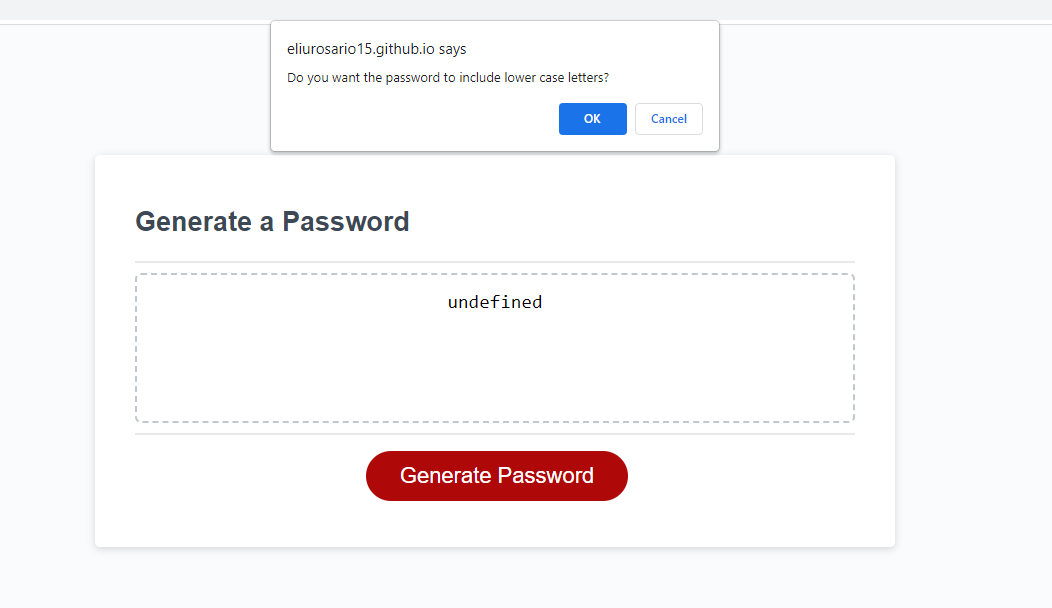 eliurosario15.github.io says
Do you want the password to include lower case letters?
OK
Cancel
Generate a Password
undefined
Generate Password